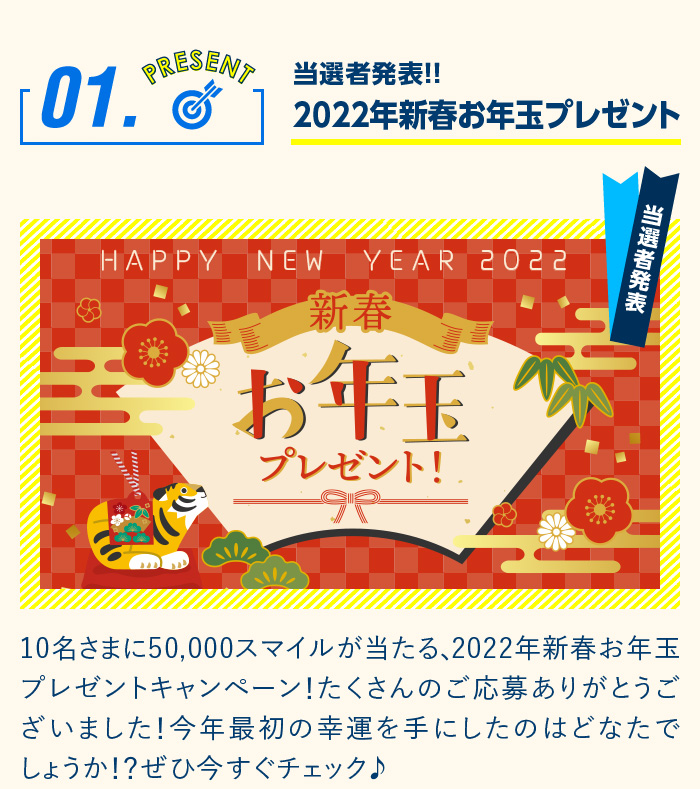 01.
PRESENT
当選者発表!!
2022年新春お年玉プレゼント
当選者発表
HAPPY NEW YEAR 2022
新春
お年玉
プレゼント!
10名さまに50,000スマイルが当たる、2022年新春お年玉
プレゼントキャンペーン!たくさんのご応募ありがとうご
ざいました!今年最初の幸運を手にしたのはどなたで
しょうか!?ぜひ今すぐチェック♪